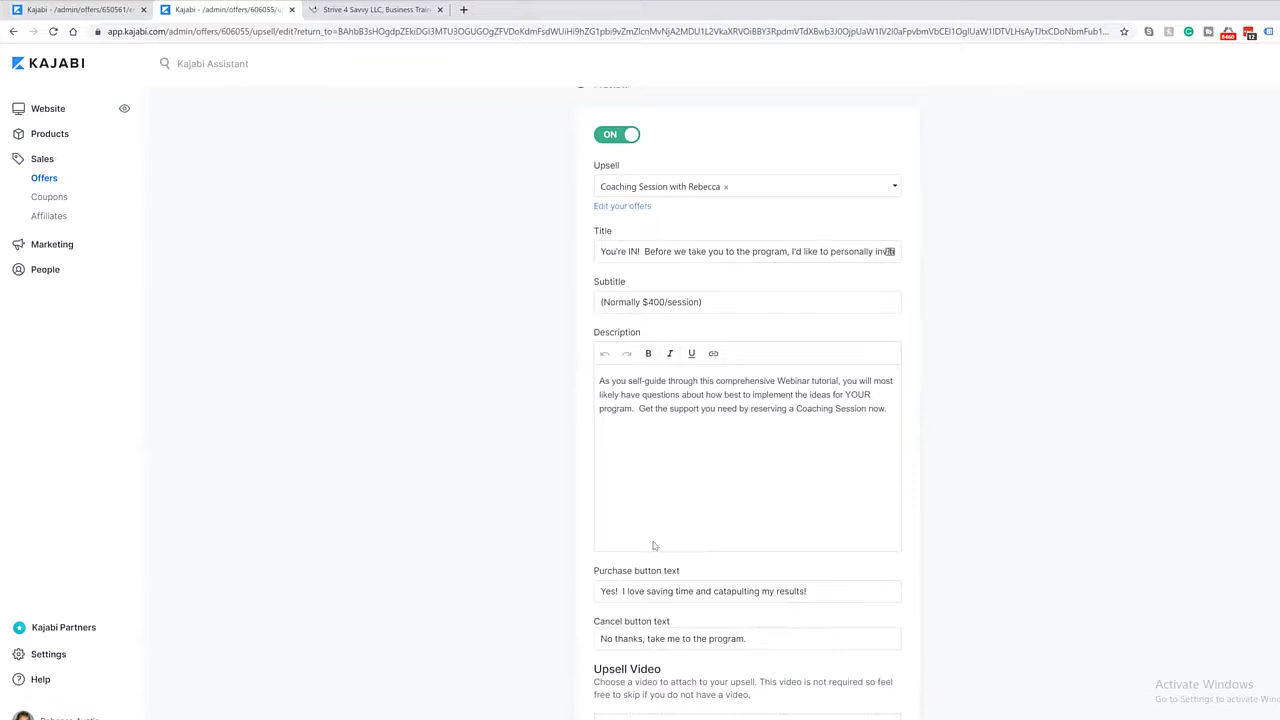 Kajabi - /admin/offers/650561/e
Kajabi - /admin/offers/606055/u
Strive 4 Savvy LLC, Business Train
KAJABI
Kajabi Assistant
Website
Products
Sales
Offers
Coupons
Affiliates
Marketing
People
Kajabi Partners
Settings
Help
ON
Upsell
Coaching Session with Rebecca ×
Edit your offers
Title
You're IN!  Before we take you to the program, I'd like to personally inv
Subtitle
(Normally $400/session)
Description
B I U
As you self-guide through this comprehensive Webinar tutorial, you will most
likely have questions about how best to implement the ideas for YOUR
program.  Get the support you need by reserving a Coaching Session now.
Purchase button text
Yes!  I love saving time and catapulting my results!
Cancel button text
No thanks, take me to the program.
Upsell Video
Choose a video to attach to your upsell. This video is not required so feel
free to skip if you do not have a video.
Activate Windows
Go to Settings to activate Win